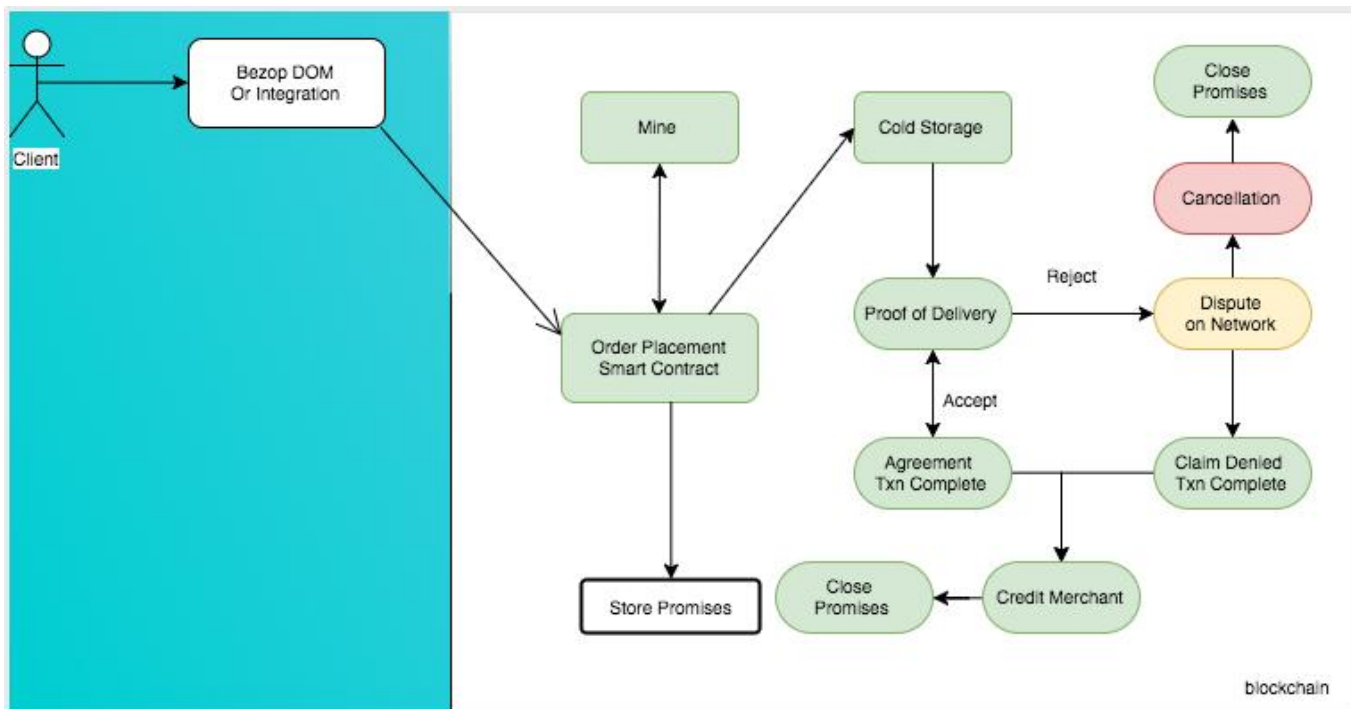 Client
Bezop DOM
Or Integration
Mine
Cold Storage
Close
Promises
Cancellation
Reject
Proof of Delivery
Dispute
on Network
Order Placement
Smart Contract
Accept
Agreement
Txn Complete
Claim Denied
Txn Complete
Store Promises
Close
Promises
Credit Merchant
blockchain